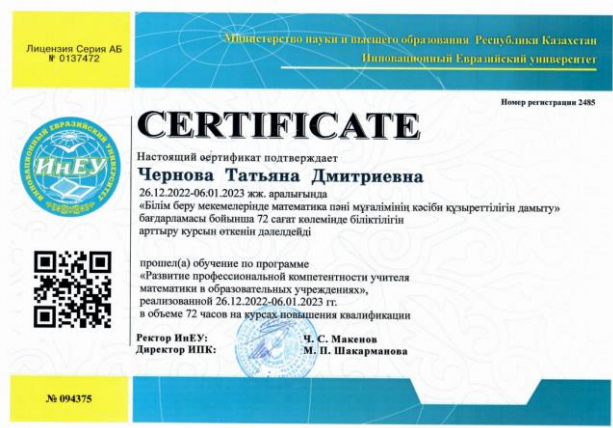 Лицензия Серия АБ
№ 0137472
Министерство науки и высшего образования Республики Казахстан
Инновационный Евразийский университет
Номер регистрации 2485
ИННОВАЦИОННЫЙ ЕВРАЗИЙСКИЙ УНИВЕРСИТЕТ
ИнЕУ
CERTIFICATE
Настоящий сертификат подтверждает
Чернова Татьяна Дмитриевна
26.12.2022-06.01.2023 жж. аралығында
«Білім беру мекемелерінде математика пәні мұғалімінің кәсіби құзыреттілігін дамыту»
бағдарламасы бойынша 72 сағат көлемінде біліктілігін
арттыру курсын өткенін дәлелдейді
прошел(а) обучение по программе
«Развитие профессиональной компетентности учителя
математики в образовательных учреждениях»,
реализованной 26.12.2022-06.01.2023 гг.
в объеме 72 часов на курсах повышения квалификации
Ректор ИнЕУ: Ч. С. Макенов
Директор ИПК: М. П. Шакарманова
№ 094375